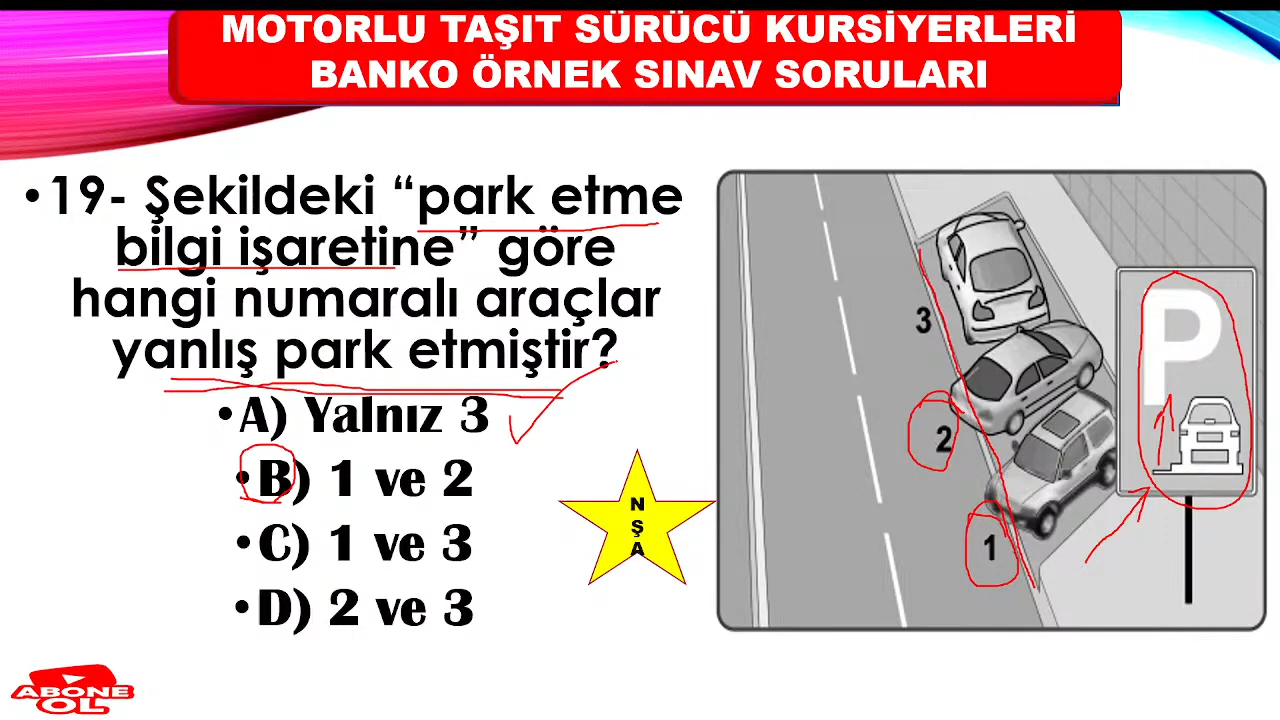 MOTORLU TAŞIT SÜRÜCÜ KURSİYERLERİ
BANKO ÖRNEK SINAV SORULARI
•19- Şekildeki “park etme
bilgi işaretine” göre
hangi numaralı araçlar
yanlış park etmiştir?
•A) Yalnız 3
•B) 1 ve 2
•C) 1 ve 3
•D) 2 ve 3
N
Ş
A
3
2
1
P
ABONE
OL